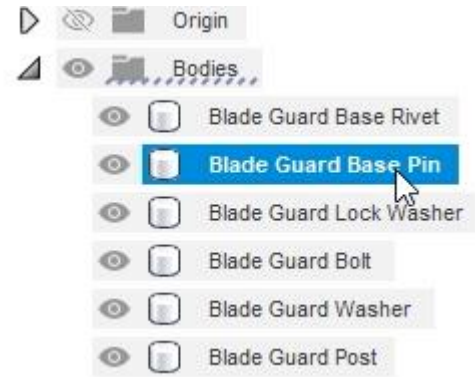 Origin
Bodies
Blade Guard Base Rivet
Blade Guard Base Pin
Blade Guard Lock Washer
Blade Guard Bolt
Blade Guard Washer
Blade Guard Post